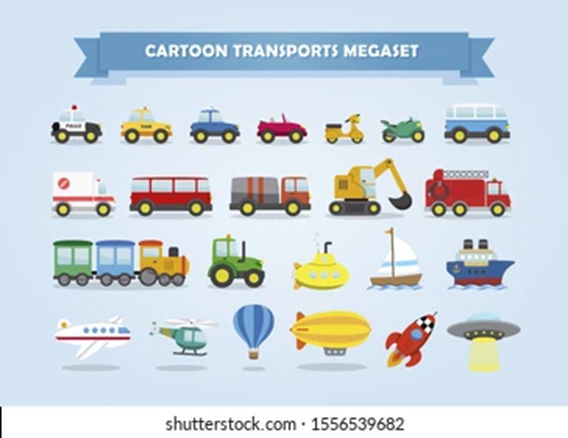 CARTOON TRANSPORTS MEGASET
POLICE
TAXI
shutterstock.com · 1556539682